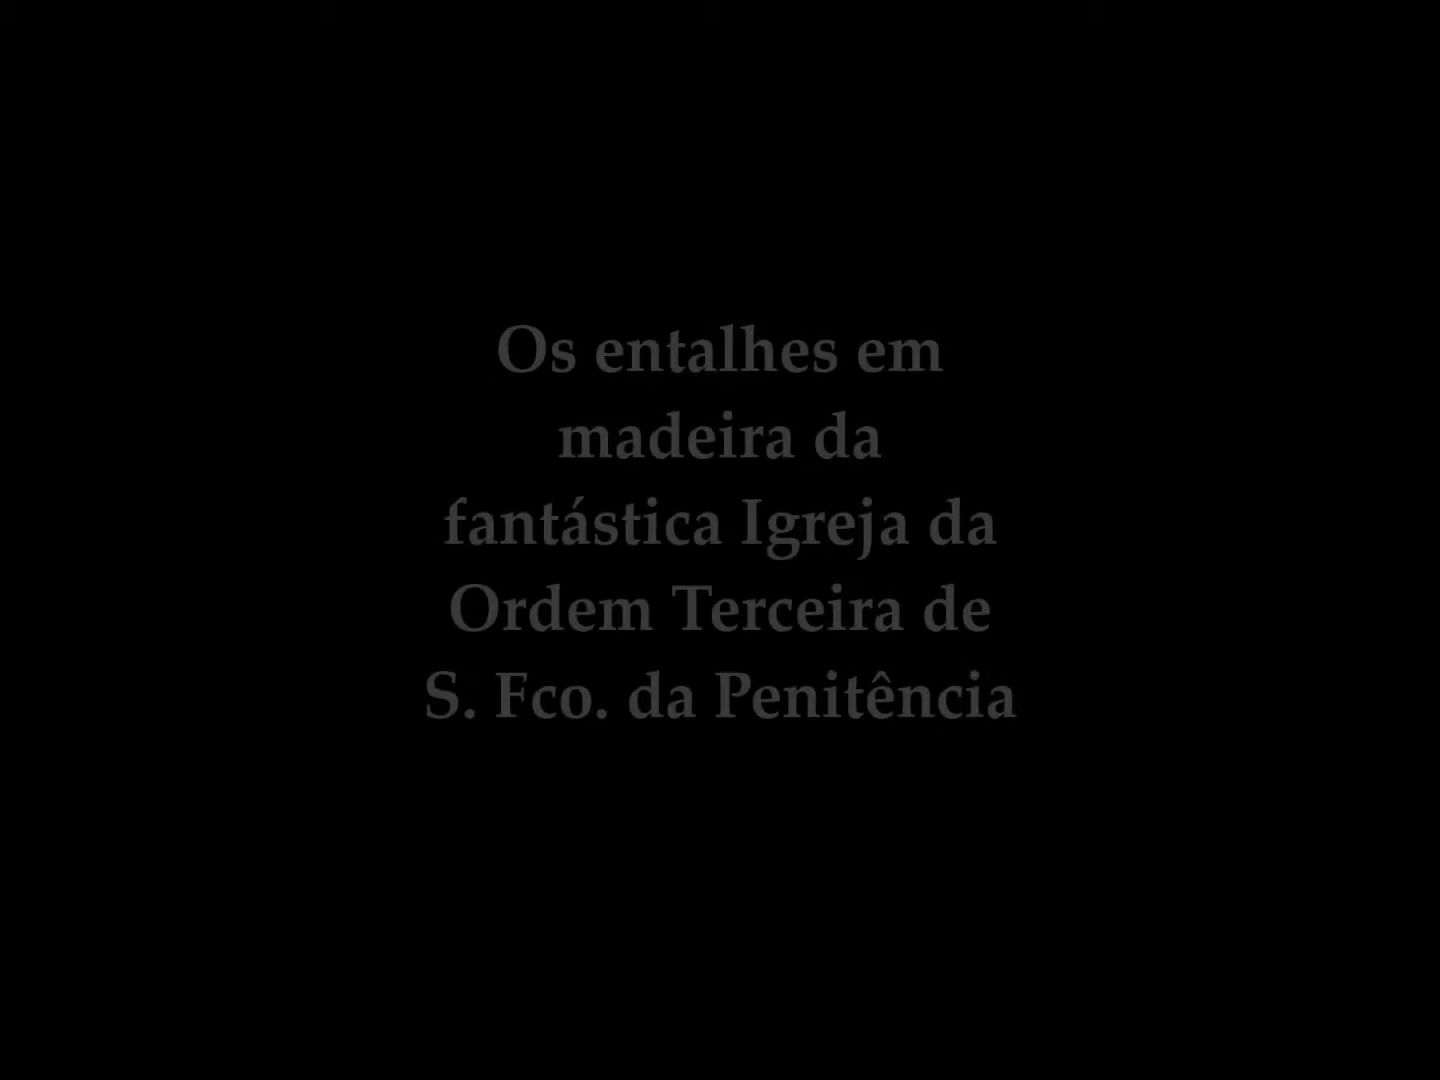 Os entalhes em
madeira da
fantástica Igreja da
Ordem Terceira de
S. Fco. da Penitência